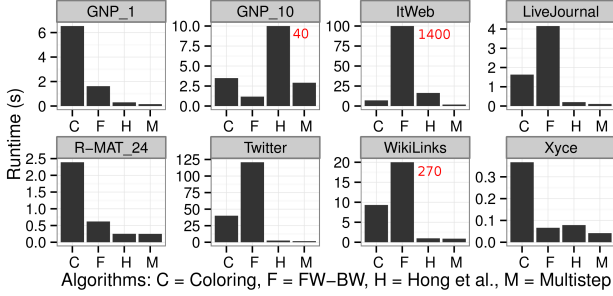 GNP_1 GNP_10 ItWeb LiveJournal
6 4 2 0
10.0 7.5 5.0 2.5 0.0
40
100 75 50 25 0
1400
4 3 2 1 0
C F H M C F H M C F H M C F H M
R−MAT_24 Twitter WikiLinks Xyce
2.5 2.0 1.5 1.0 0.5 0.0
125 100 75 50 25 0
20 15 10 5 0
270
0.3 0.2 0.1 0.0
C F H M C F H M C F H M C F H M
Runtime (s)
Algorithms: C = Coloring, F = FW−BW, H = Hong et al., M = Multistep